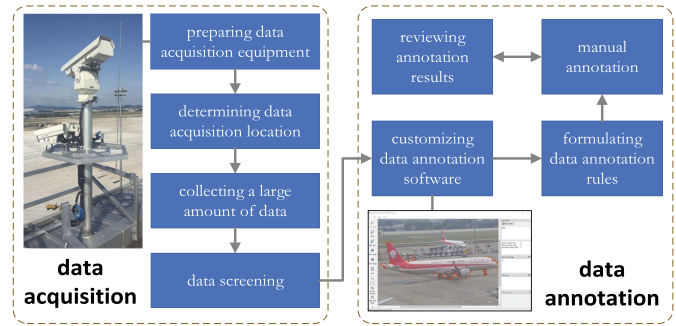 preparing data
acquisition equipment
determining data
acquisition location
collecting a large
amount of data
data screening
data
acquisition
reviewing
annotation
results
manual
annotation
customizing
data annotation
software
formulating
data annotation
rules
data
annotation